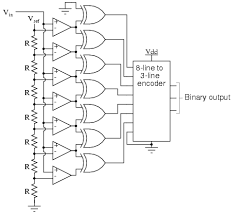 Vin
Vref
R
R
R
R
R
R
R
R
+
-
+
-
+
-
+
-
+
-
+
-
+
-
Vdd
8-line to
3-line
encoder
Binary output